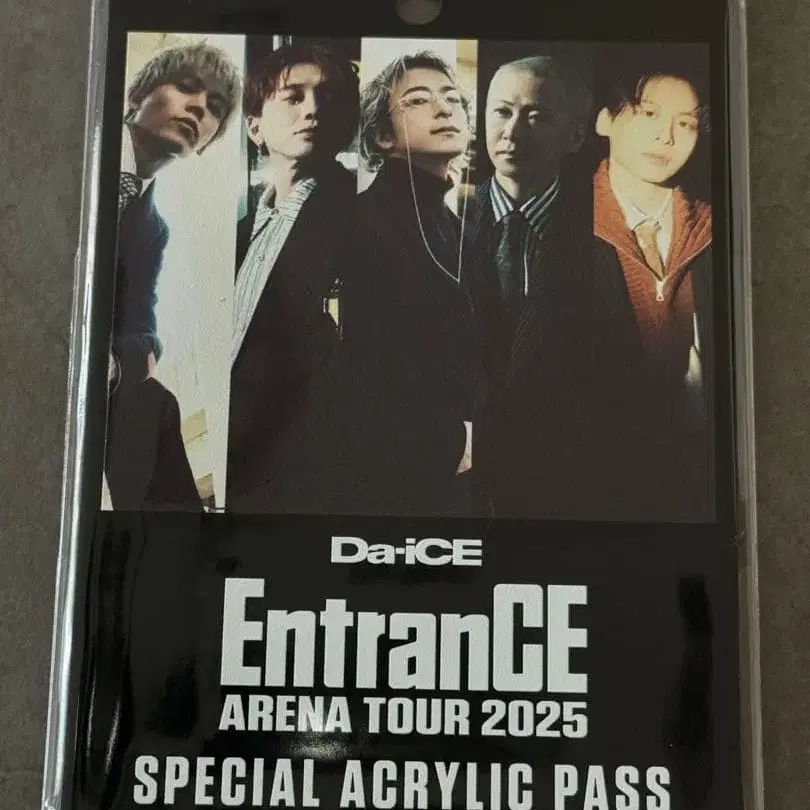 Da-iCE
EntranCE
ARENA TOUR 2025
SPECIAL ACRYLIC PASS